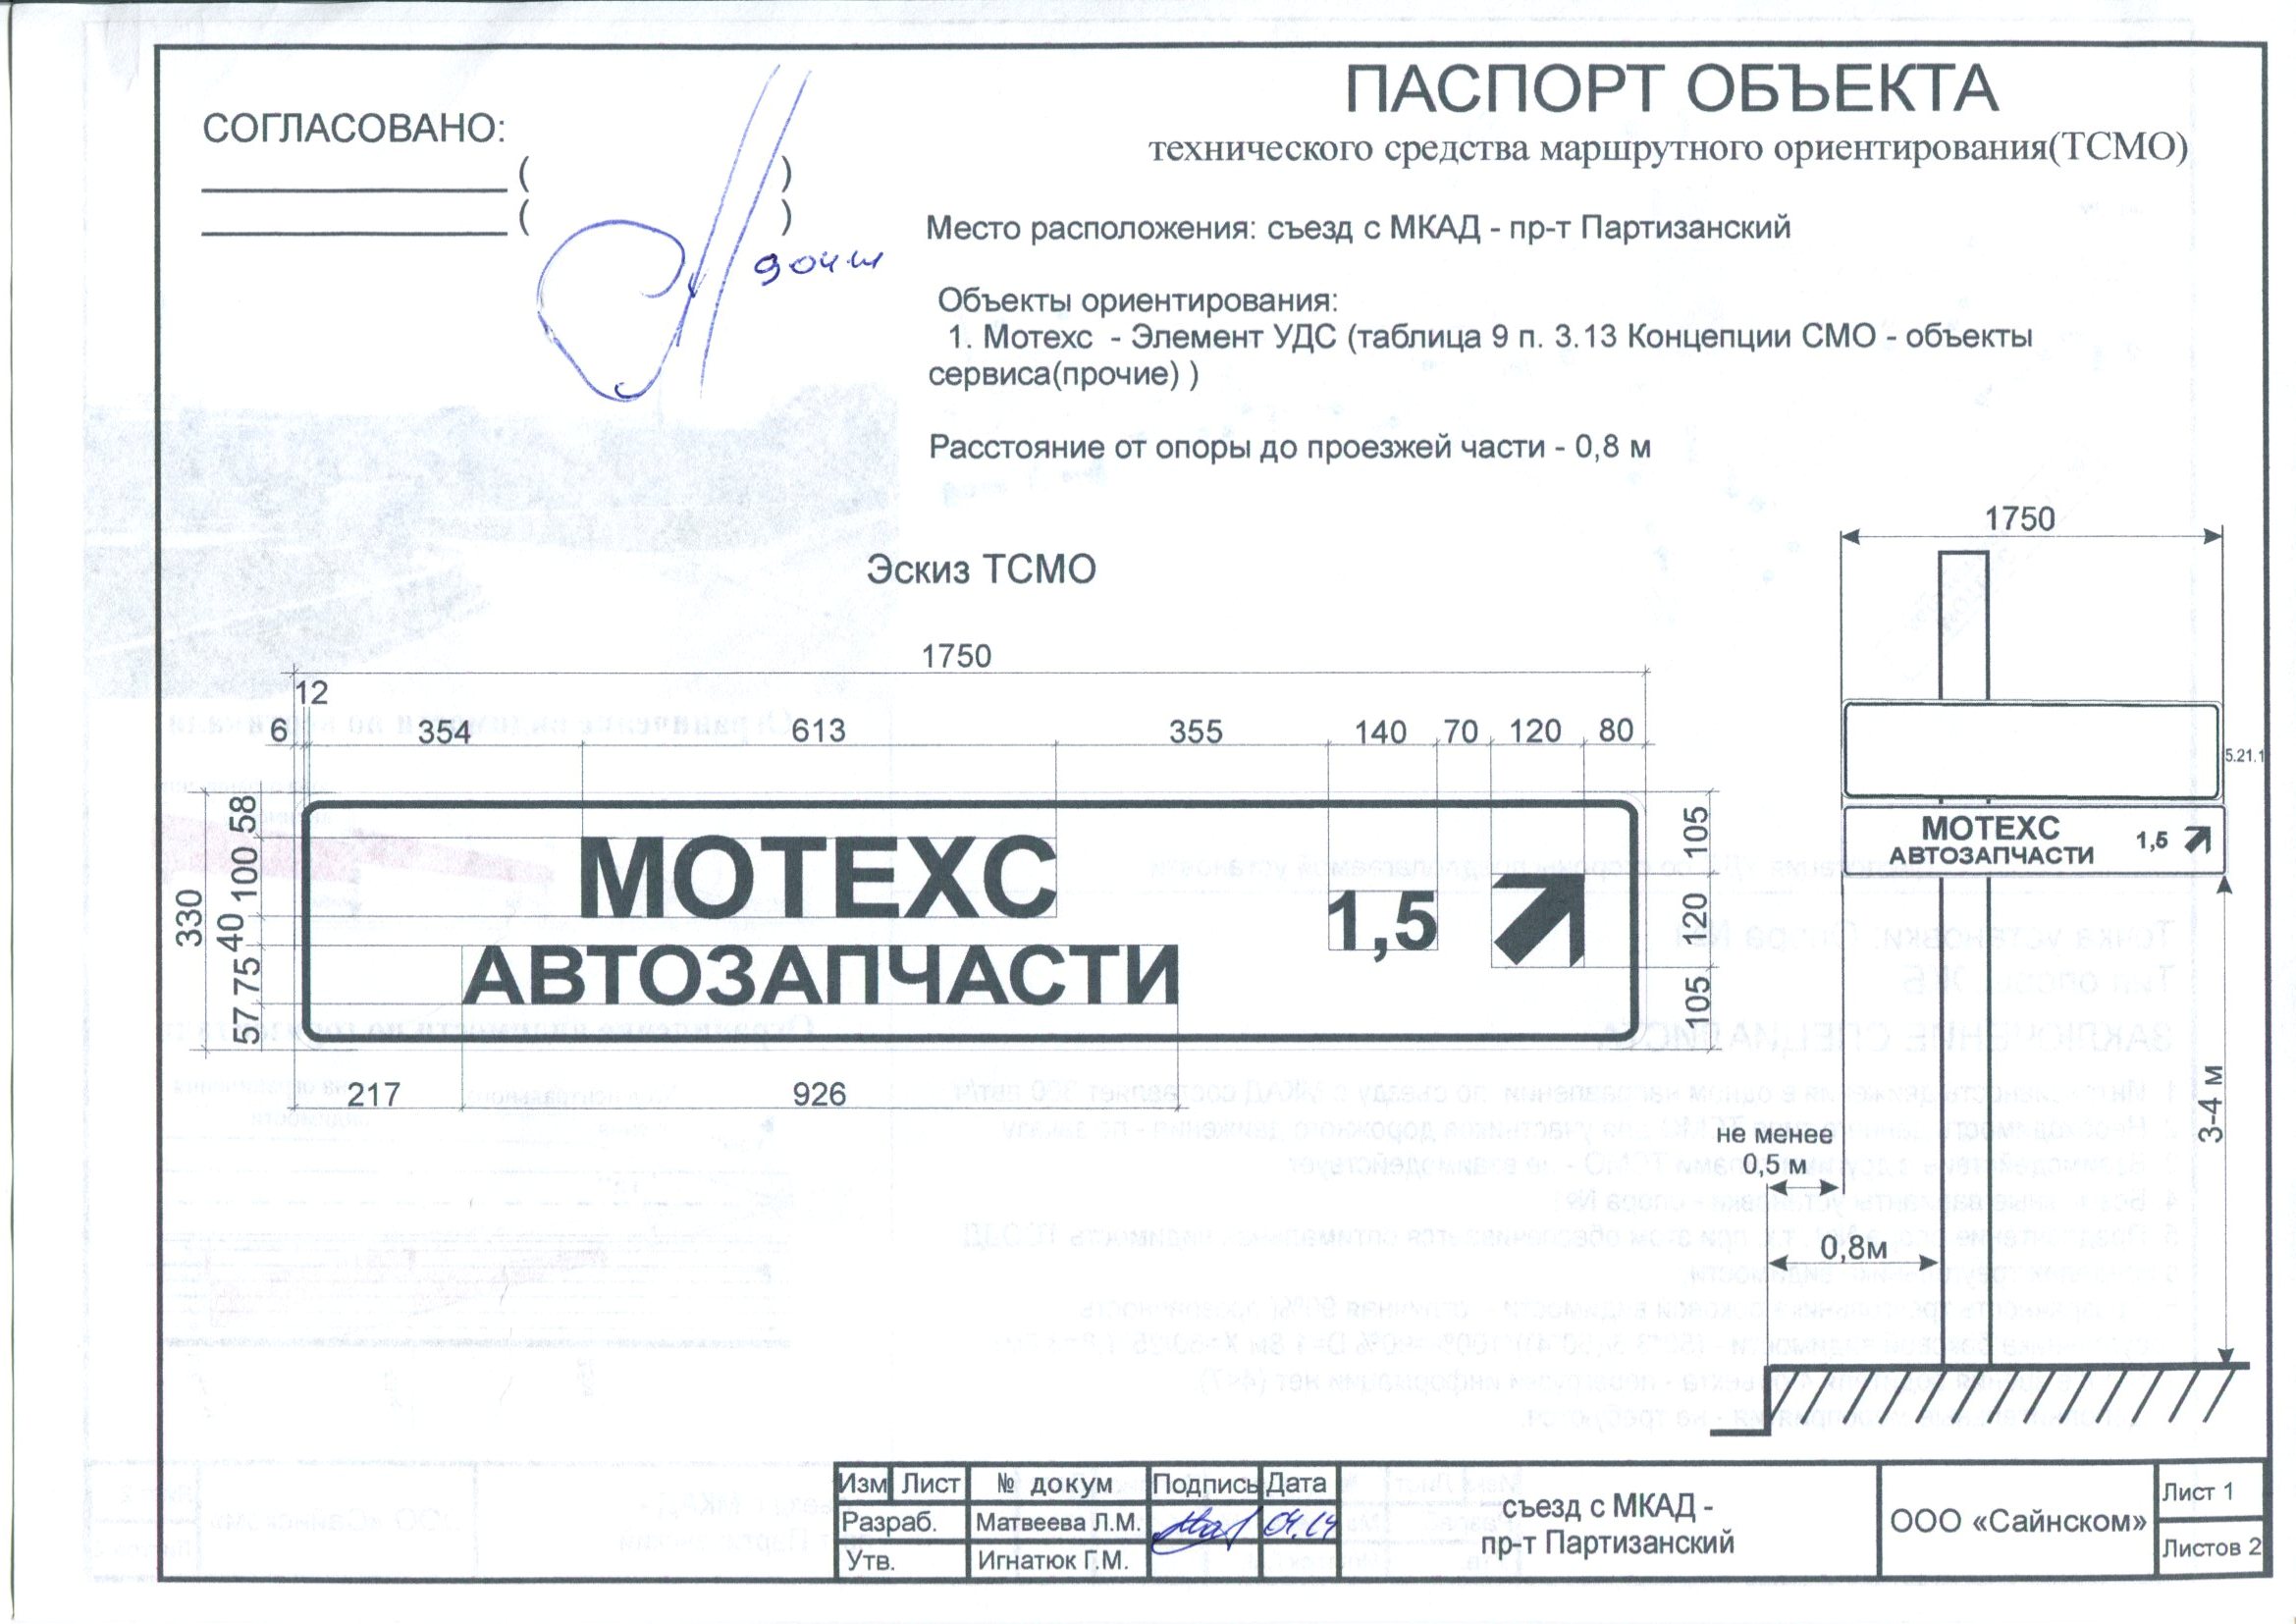 СОГЛАСОВАНО:
( )
( )
ПАСПОРТ ОБЪЕКТА
технического средства маршрутного ориентирования(ТСМО)
Место расположения: съезд с МКАД - пр-т Партизанский
Объекты ориентирования:
1. Мотехс - Элемент УДС (таблица 9 п. 3.13 Концепции СМО - объекты
сервиса(прочие) )
Расстояние от опоры до проезжей части - 0,8 м
Эскиз ТСМО
1750
12
6 354 613 355 140 70 120 80
330
58
100
40
75
57
МОТЕХС
АВТОЗАПЧАСТИ
1,5
105
120
105
217 926
1750
5.21.1
МОТЕХС
АВТОЗАПЧАСТИ
1,5
3-4 м
не менее
0,5 м
0,8м
Изм Лист № докум Подпись Дата
Разраб. Матвеева Л.М. 04.14
Утв. Игнатюк Г.М.
съезд с МКАД -
пр-т Партизанский
ООО «Сайнском»
Лист 1
Листов 2